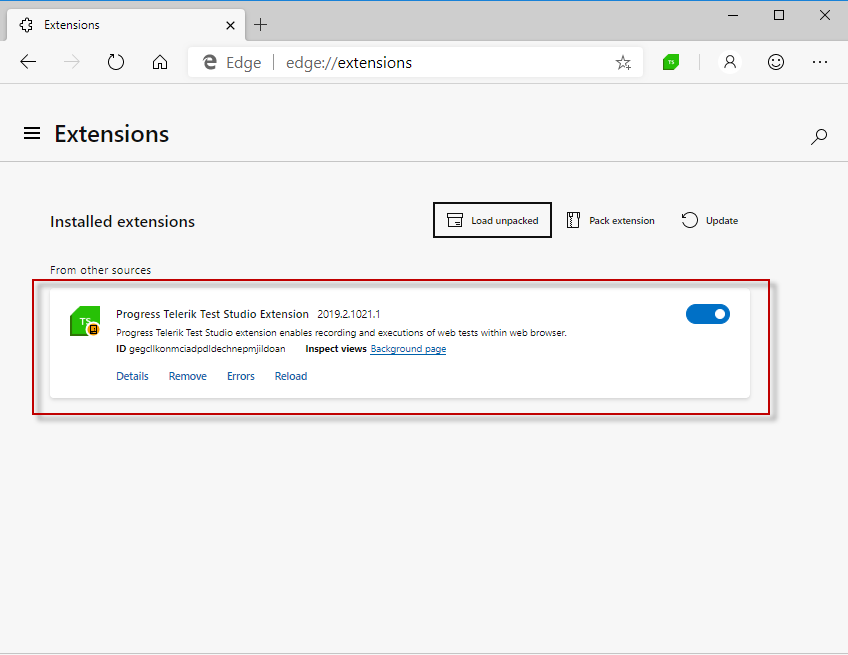 Extensions
Edge edge://extensions
TS
Extensions
Installed extensions
Load unpacked Pack extension Update
From other sources
TS
Progress Telerik Test Studio Extension 2019.2.1021.1
Progress Telerik Test Studio extension enables recording and executions of web tests within web browser.
ID gegcllkonmciadpdldechnepmjildoan Inspect views Background page
Details Remove Errors Reload